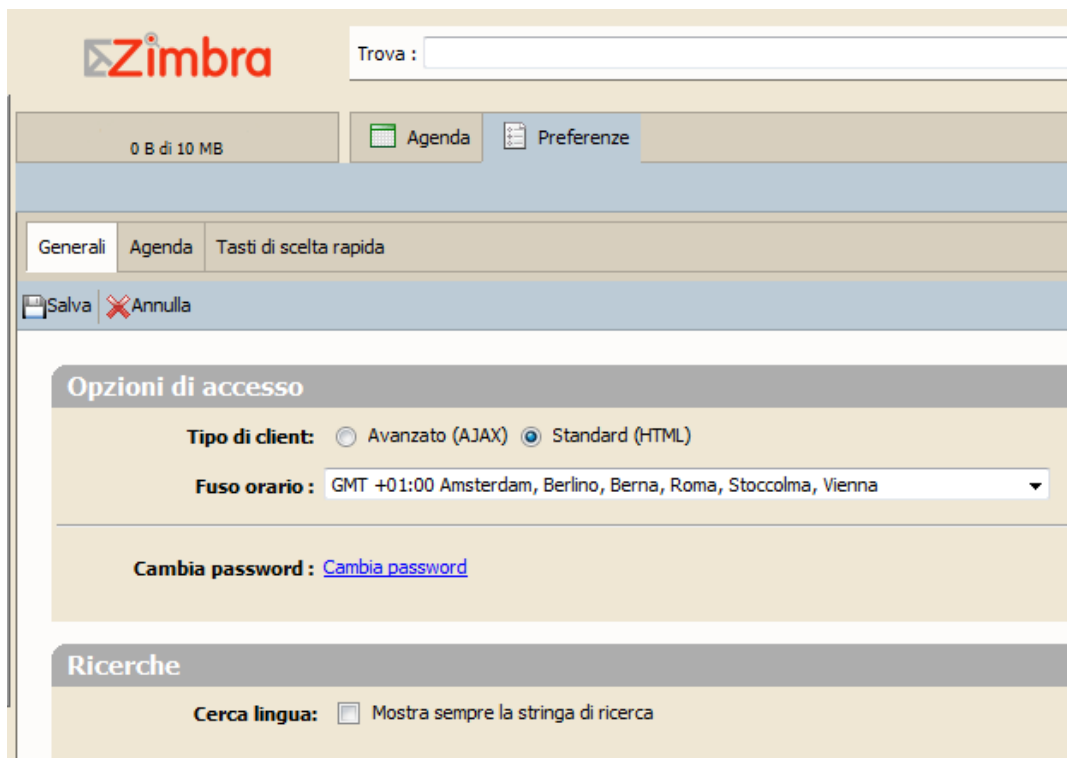 Zimbra
Trova :
0 B di 10 MB
Agenda
Preferenze
Generali
Agenda
Tasti di scelta rapida
Salva
Annulla
Opzioni di accesso
Tipo di client: Avanzato (AJAX) Standard (HTML)
Fuso orario : GMT +01:00 Amsterdam, Berlino, Berna, Roma, Stoccolma, Vienna
Cambia password : Cambia password
Ricerche
Cerca lingua: Mostra sempre la stringa di ricerca